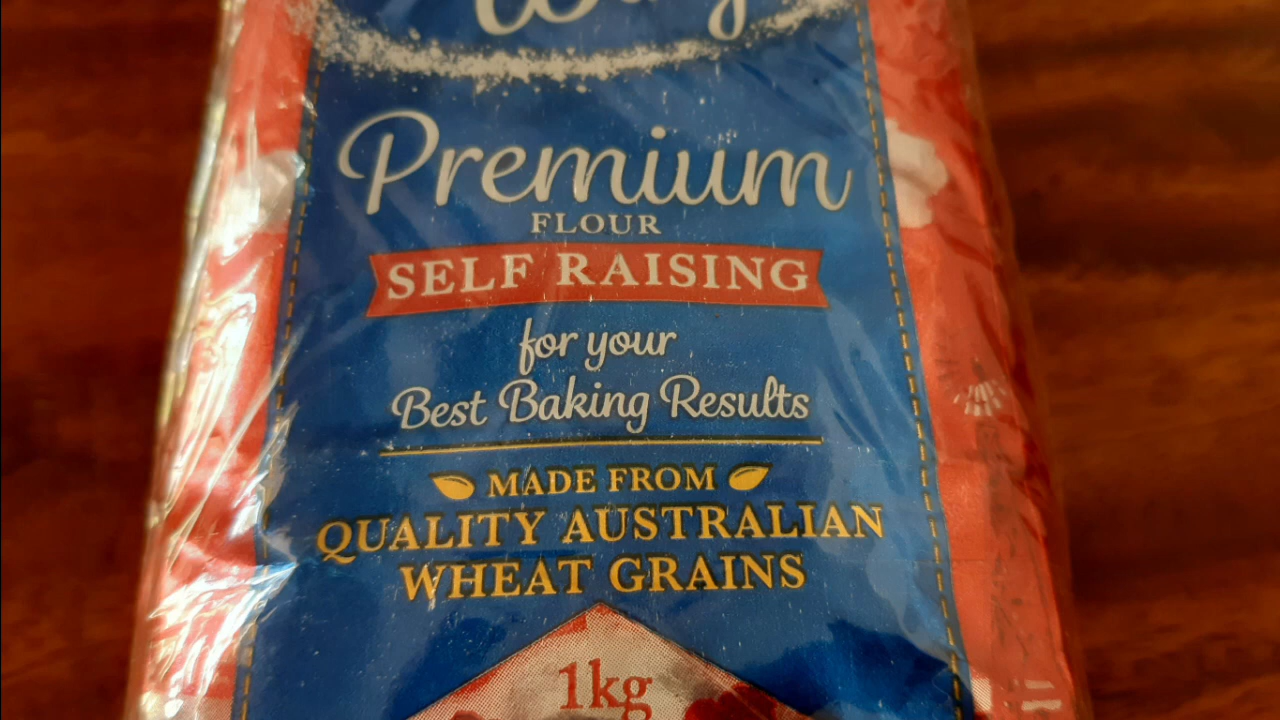 Premium
FLOUR
SELF RAISING
for your
Best Baking Results
MADE FROM
QUALITY AUSTRALIAN
WHEAT GRAINS
1kg